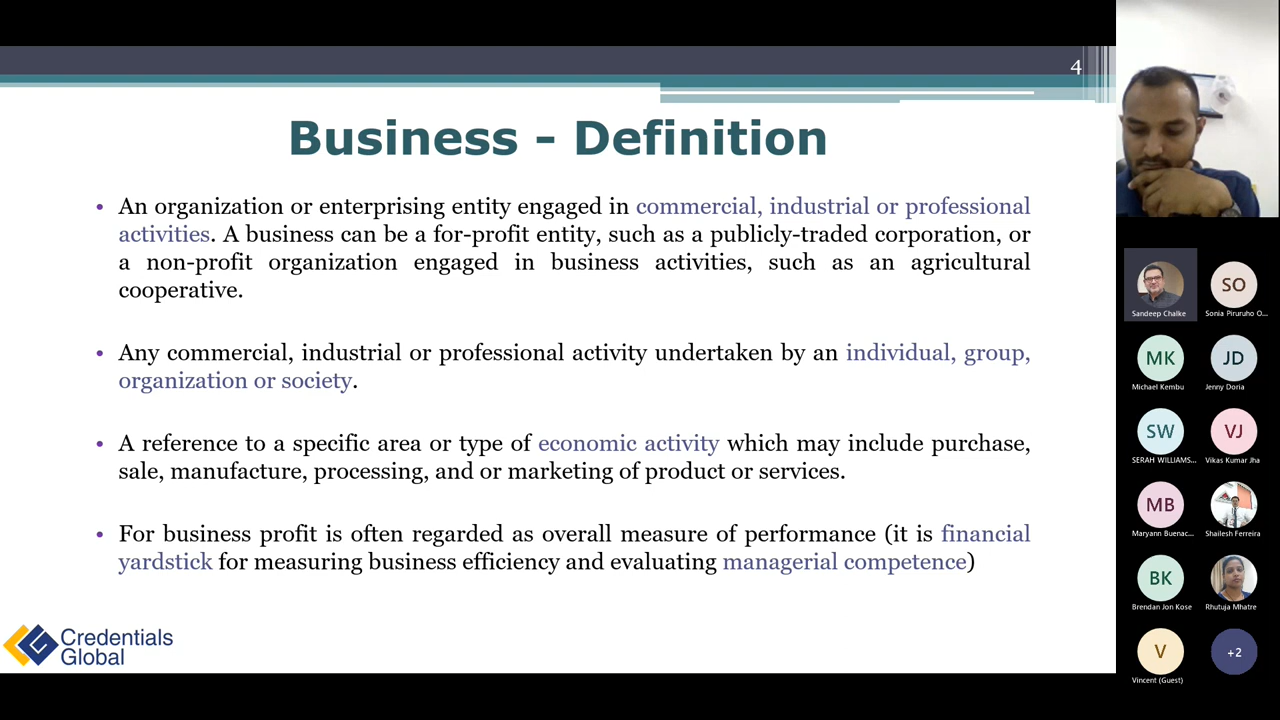 4
Business - Definition
• An organization or enterprising entity engaged in commercial, industrial or professional
activities. A business can be a for-profit entity, such as a publicly-traded corporation, or
a non-profit organization engaged in business activities, such as an agricultural
cooperative.
• Any commercial, industrial or professional activity undertaken by an individual, group,
organization or society.
• A reference to a specific area or type of economic activity which may include purchase,
sale, manufacture, processing, and or marketing of product or services.
• For business profit is often regarded as overall measure of performance (it is financial
yardstick for measuring business efficiency and evaluating managerial competence)
Credentials
Global
Sandeep Chalke
SO
Sonia Piruruho O...
MK
Michael Kembu
JD
Jenny Doria
SW
SERAH WILLIAMS...
VJ
Vikas Kumar Jha
MB
Maryann Buenac...
Shailesh Ferreira
BK
Brendan Jon Kose
Rhutuja Mhatre
V
Vincent (Guest)
+2